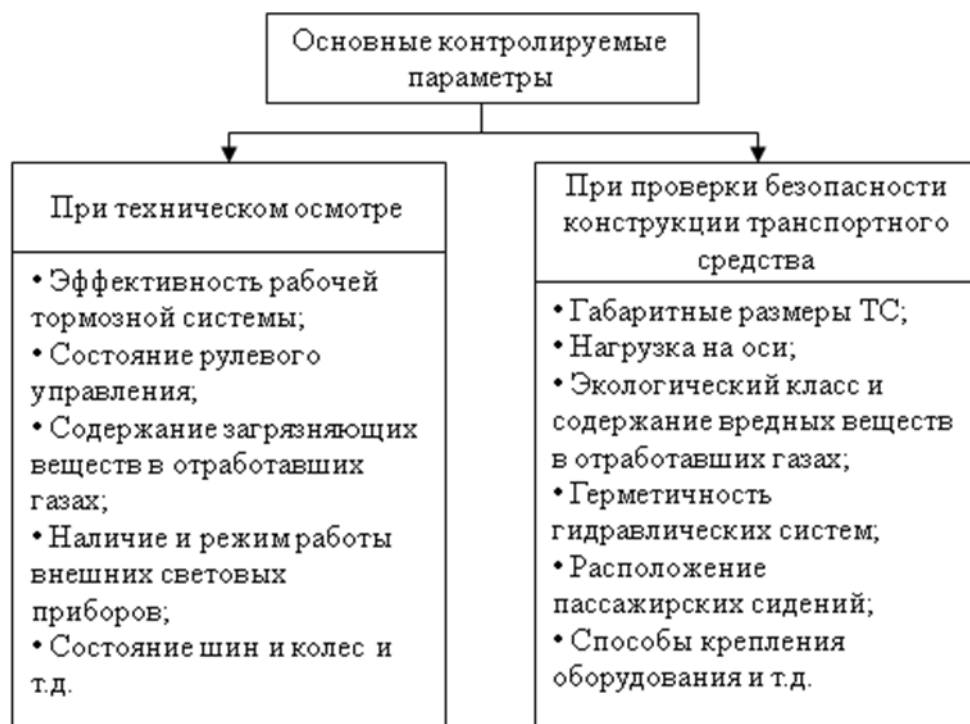 Основные контролируемые
параметры
При техническом осмотре
• Эффективность рабочей
тормозной системы;
• Состояние рулевого
управления;
• Содержание загрязняющих
веществ в отработавших
газах;
• Наличие и режим работы
внешних световых
приборов;
• Состояние шин и колес и
т.д.
При проверки безопасности
конструкции транспортного
средства
• Габаритные размеры ТС;
• Нагрузка на оси;
• Экологический класс и
содержание вредных веществ
в отработавших газах;
• Герметичность
гидравлических систем;
• Расположение
пассажирских сидений;
• Способы крепления
оборудования и т.д.